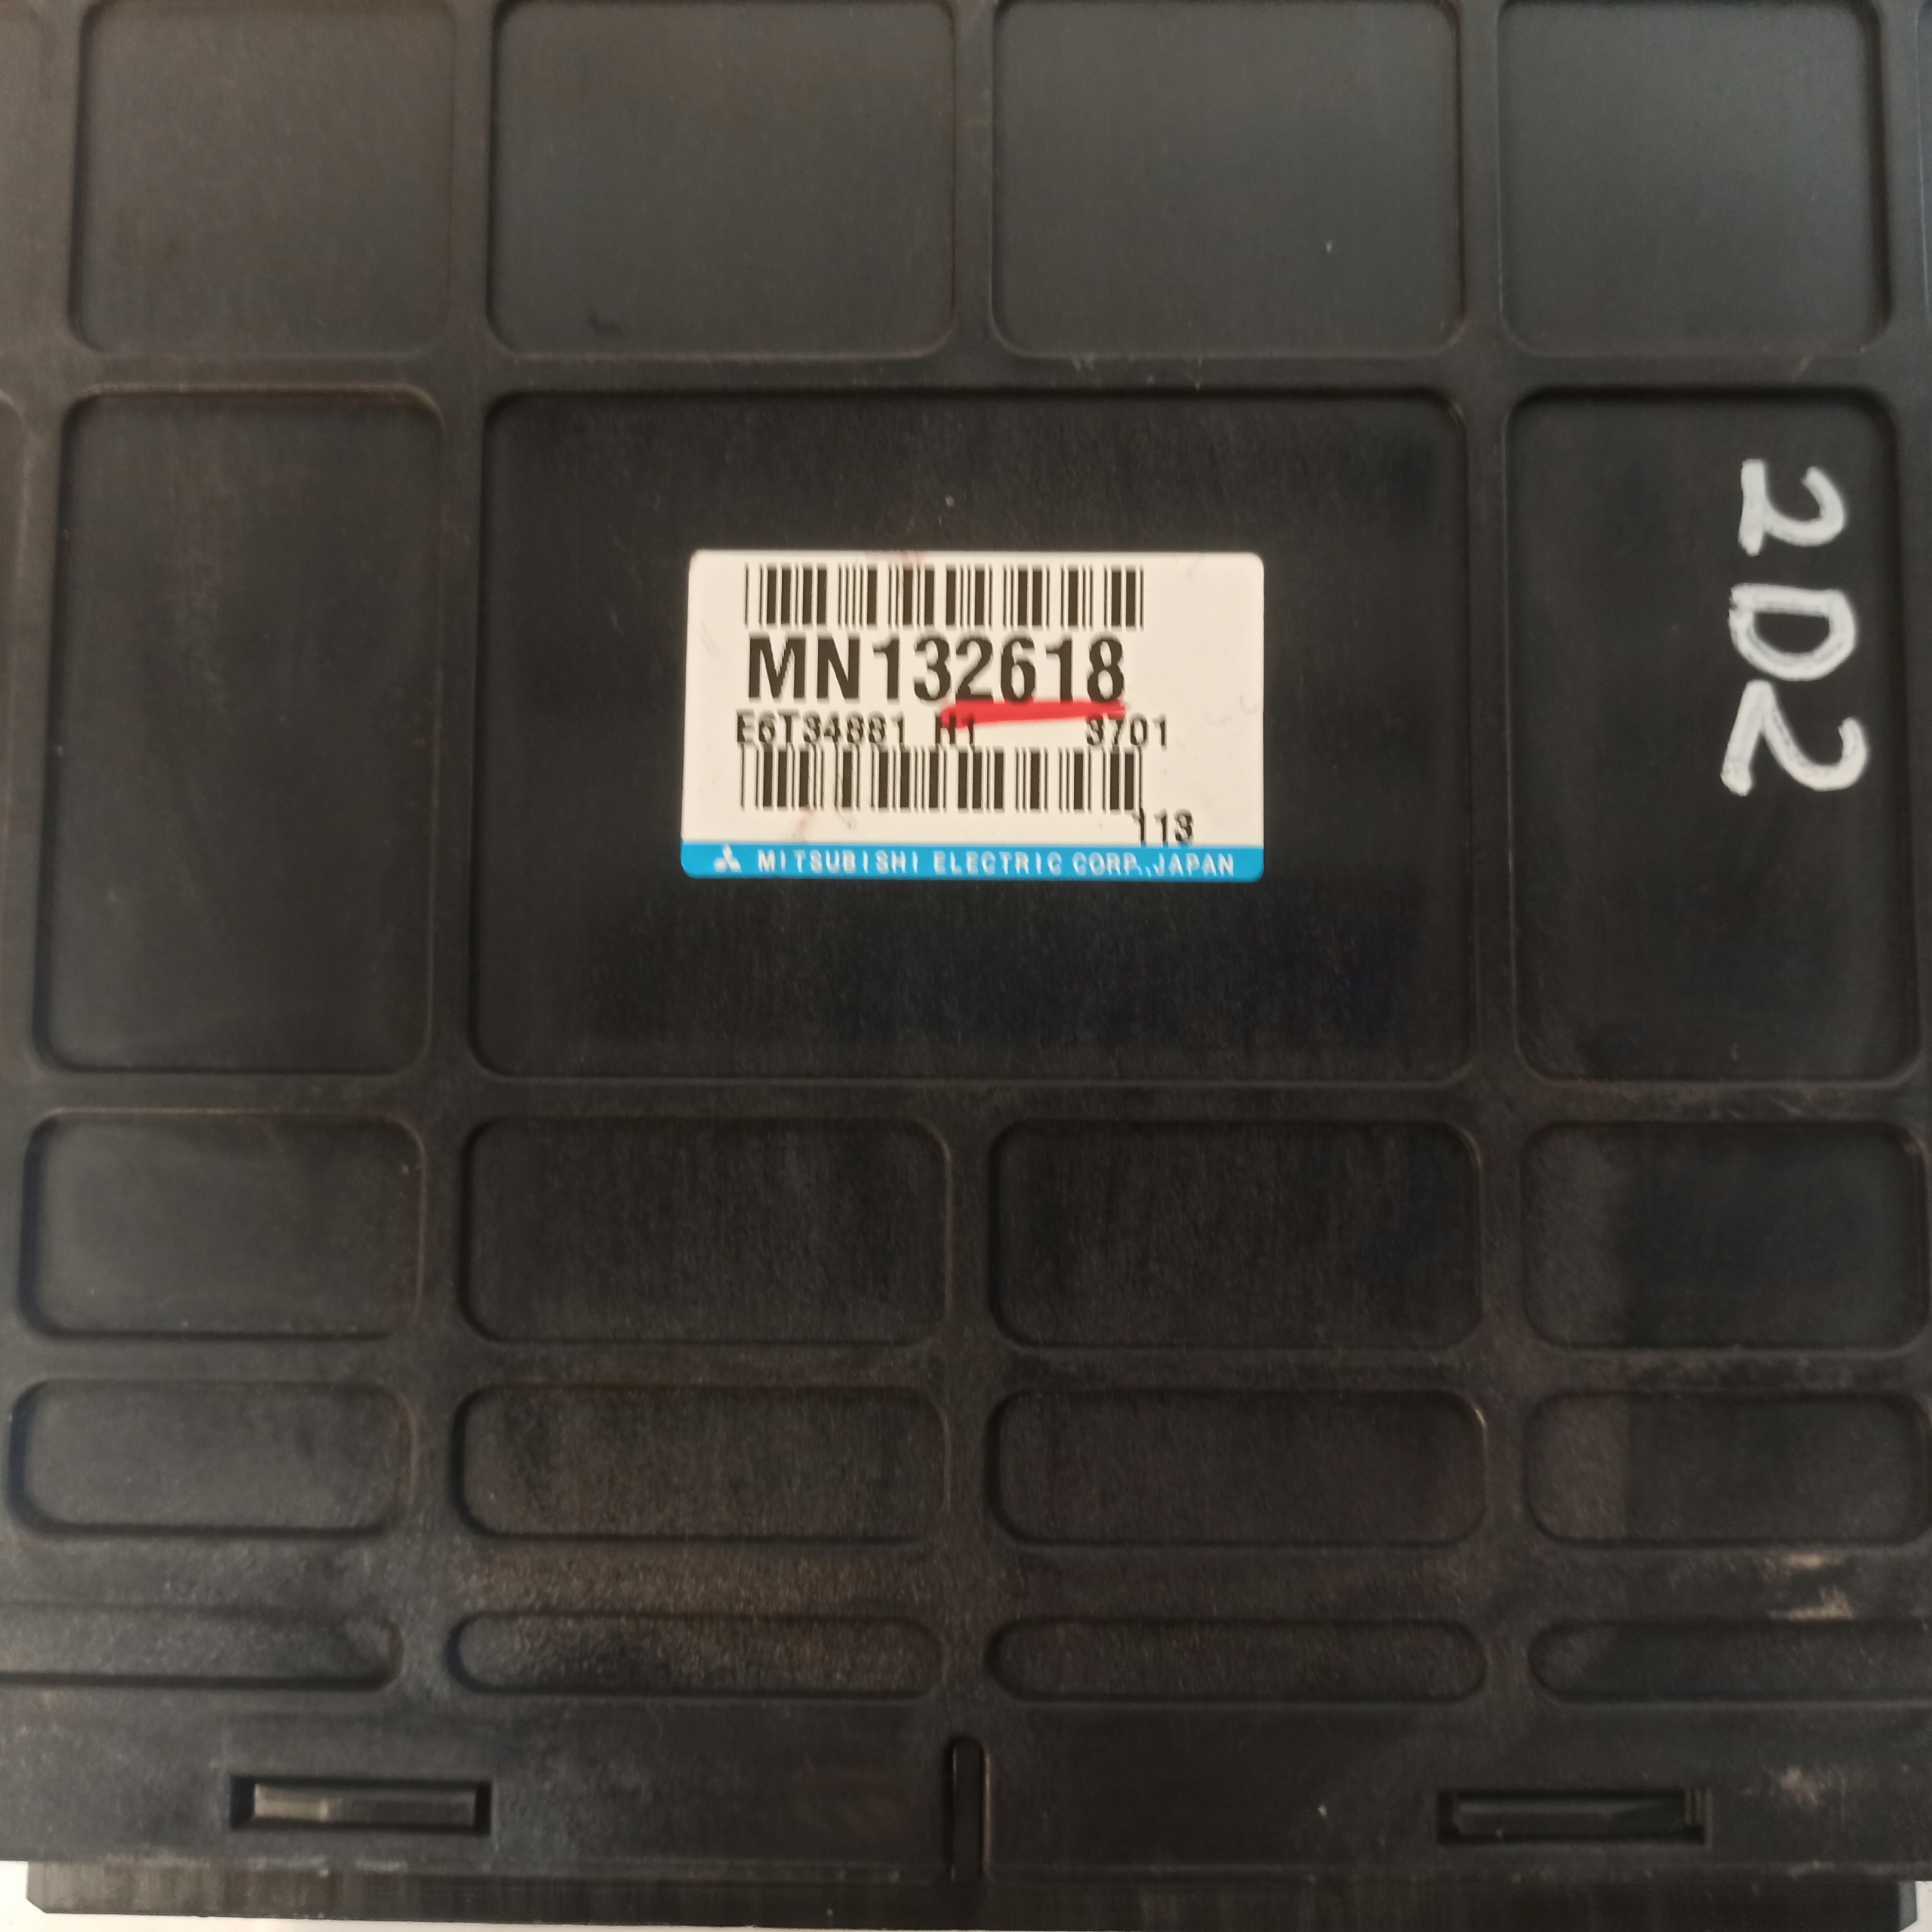 MN132618
E6T34881 H1 3701
113
MITSUBISHI ELECTRIC CORP.,JAPAN
2D2